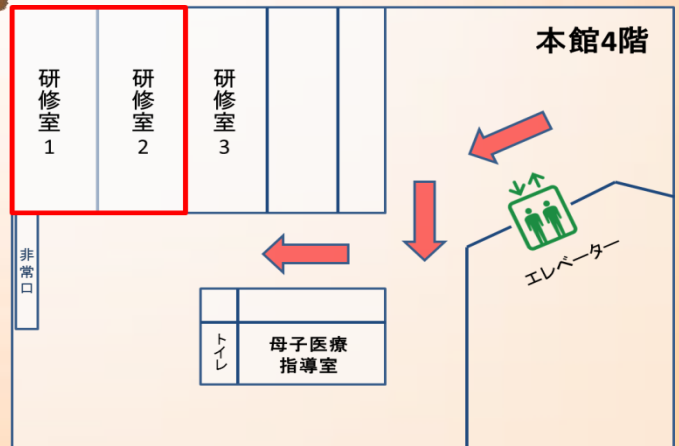 本館4階
研修室1
研修室2
研修室3
エレベーター
非常口
トイレ
母子医療
指導室